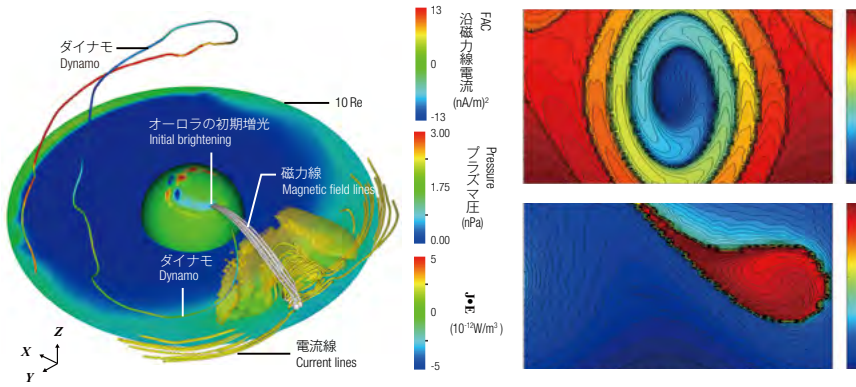 ダイナモ
Dynamo
10 Re
オーロラの初期増光
Initial brightening
磁力線
Magnetic field lines
ダイナモ
Dynamo
電流線
Current lines
Z
X
Y
13
0
-13
FAC
沿磁力線電流
(nA/m)²
3.00
1.75
0.00
Pressure
プラズマ圧
(nPa)
5
0
-5
J•E
(10⁻¹²W/m³)